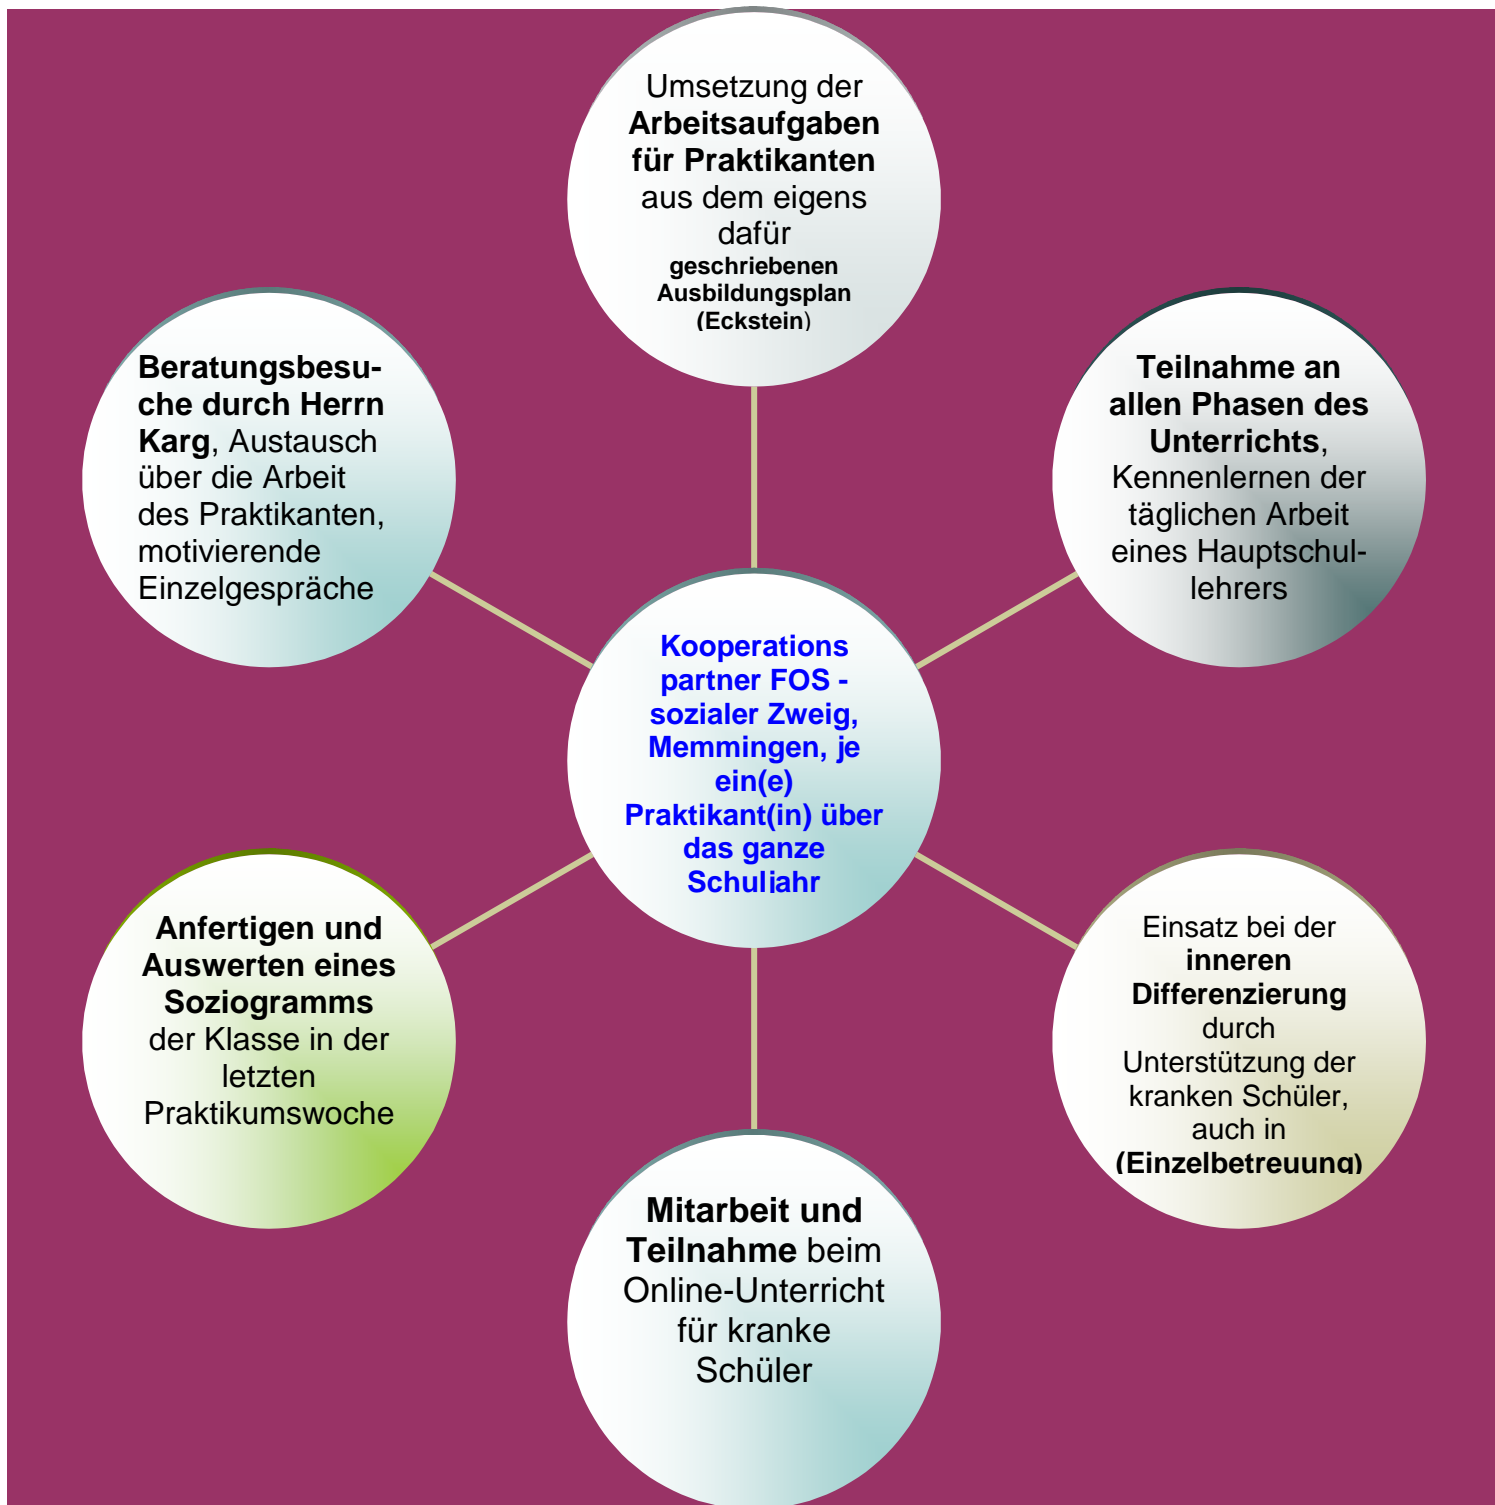 Umsetzung der
Arbeitsaufgaben
für Praktikanten
aus dem eigens
dafür
geschriebenen
Ausbildungsplan
(Eckstein)
Beratungsbesu-
che durch Herrn
Karg, Austausch
über die Arbeit
des Praktikanten,
motivierende
Einzelgespräche
Teilnahme an
allen Phasen des
Unterrichts,
Kennenlernen der
täglichen Arbeit
eines Hauptschul-
lehrers
Kooperations
partner FOS -
sozialer Zweig,
Memmingen, je
ein(e)
Praktikant(in) über
das ganze
Schuljahr
Anfertigen und
Auswerten eines
Soziogramms
der Klasse in der
letzten
Praktikumswoche
Einsatz bei der
inneren
Differenzierung
durch
Unterstützung der
kranken Schüler,
auch in
(Einzelbetreuung)
Mitarbeit und
Teilnahme beim
Online-Unterricht
für kranke
Schüler